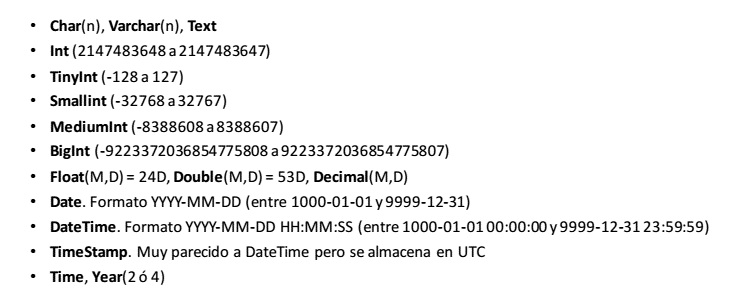 • Char(n), Varchar(n), Text
• Int (2147483648 a 2147483647)
• TinyInt (-128 a 127)
• Smallint (-32768 a 32767)
• MediumInt (-8388608 a 8388607)
• BigInt (-9223372036854775808 a 9223372036854775807)
• Float(M,D) = 24D, Double(M,D) = 53D, Decimal(M,D)
• Date. Formato YYYY-MM-DD (entre 1000-01-01 y 9999-12-31)
• DateTime. Formato YYYY-MM-DD HH:MM:SS (entre 1000-01-01 00:00:00 y 9999-12-31 23:59:59)
• TimeStamp. Muy parecido a DateTime pero se almacena en UTC
• Time, Year(2 ó 4)